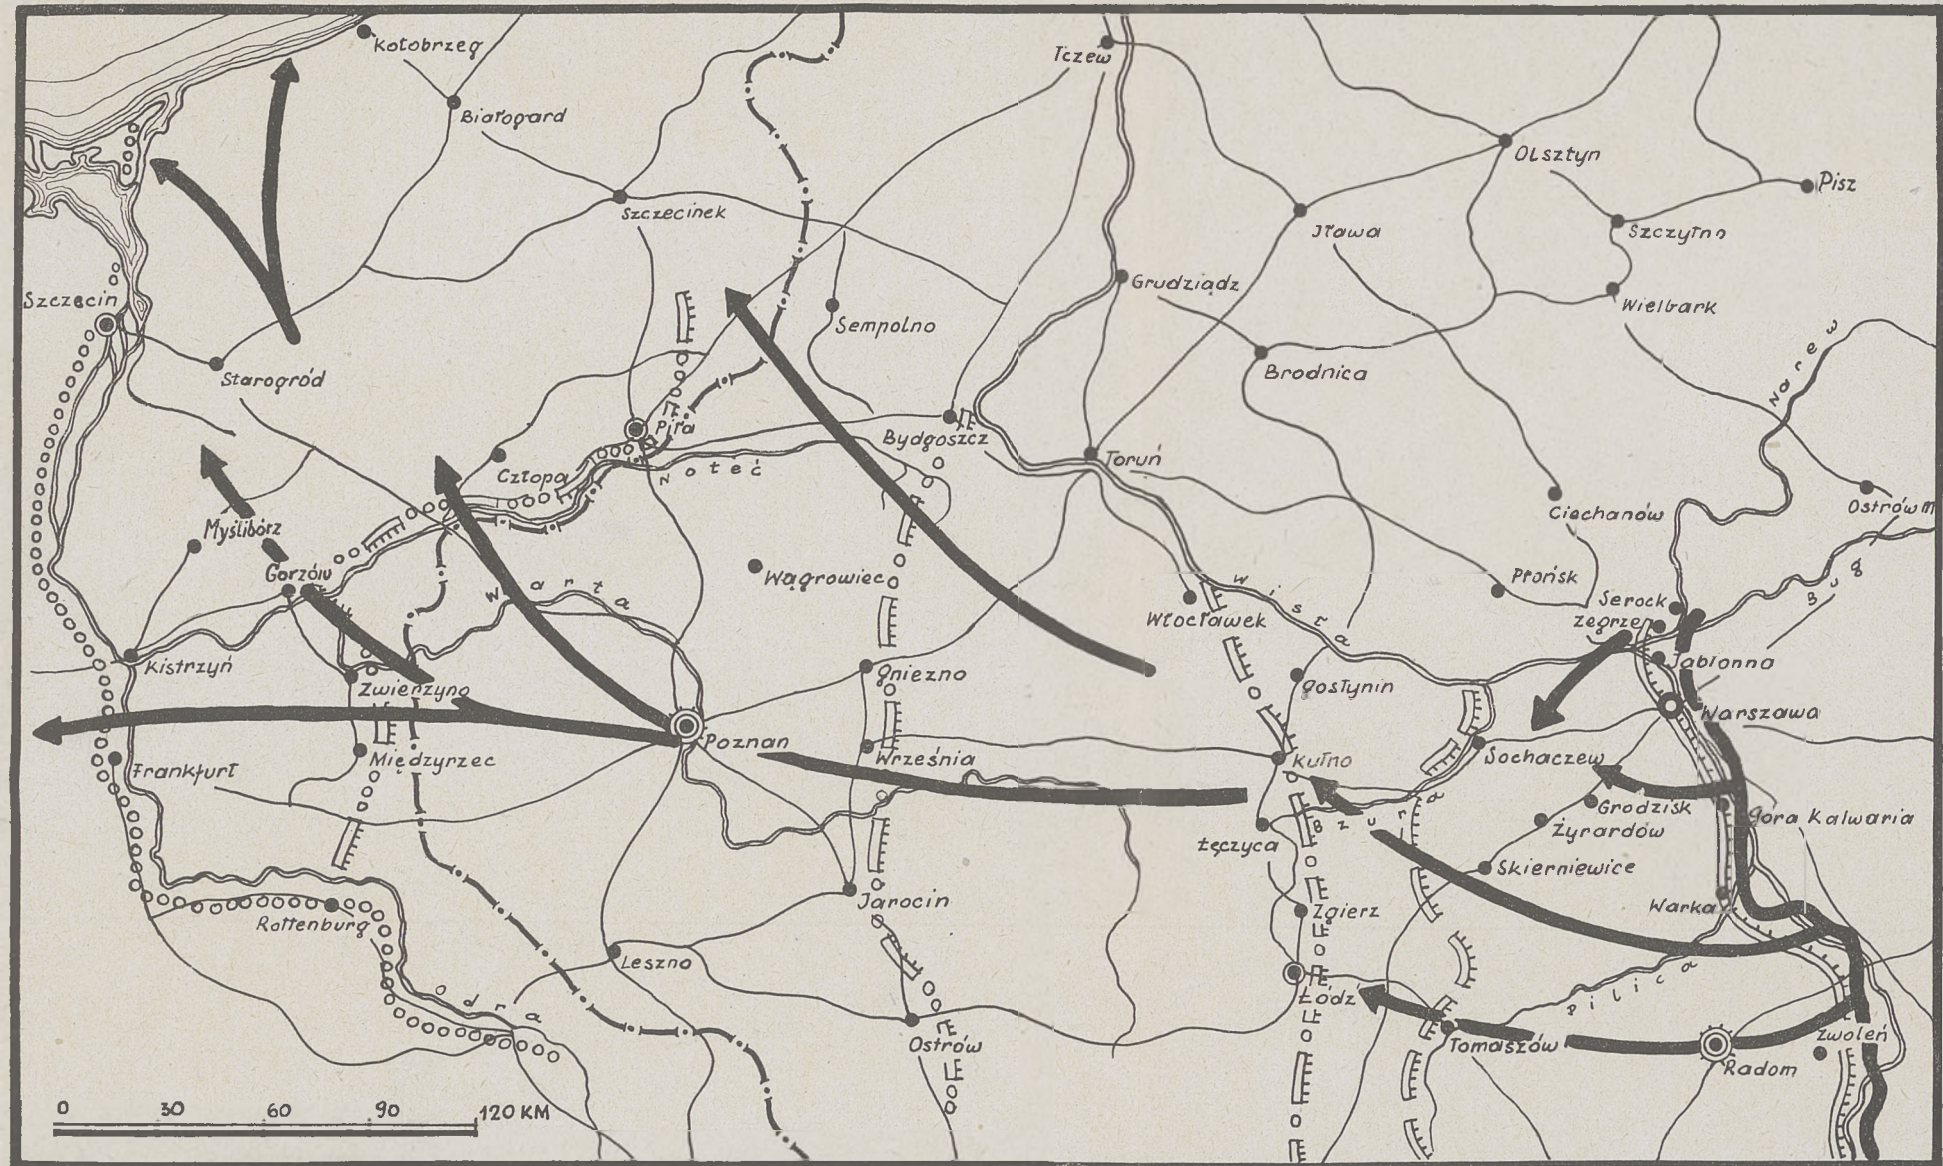 Kołobrzeg
Tczew
Białogard
Olsztyn
Pisz
Szczecinek
Jława
Szczytno
Szczecin
Grudziądz
Wielbark
Sempolno
Narew
Starogród
Brodnica
Piła
Bydgoszcz
Toruń
Człopa
Noteć
Ciechanów
Ostrów M
Myślibórz
Gorzów
Wągrowiec
Warta
Wisła
Płońsk
Bug
Serock
Zegrze
Włocławek
Kistrzyń
Zwierzyno
Gniezno
Gostynin
Jabłonna
Poznan
Warszawa
Frankfurt
Międzyrzec
Września
Kutno
Sochaczew
Bzura
Grodzisk
Żyrardów
Góra Kalwaria
Łęczyca
Skierniewice
Rottenburg
Jarocin
Zgierz
Warka
Leszno
Łódź
Pilica
Odra
Ostrów
Tomaszów
Zwoleń
Radom
0 30 60 90 120 KM